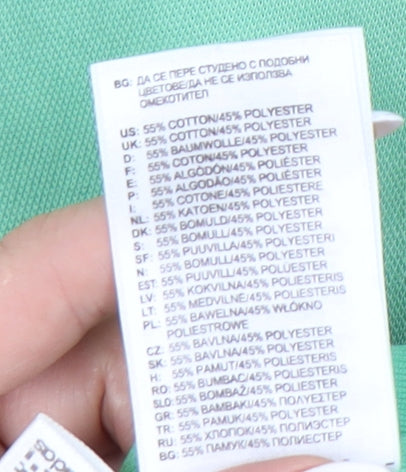 BG: ДА СЕ ПЕРЕ СТУДЕНО С ПОДОБНИ
ЦВЕТОВЕ/ДА НЕ СЕ ИЗПОЛЗВА
ОМЕКОТИТЕЛ
US: 55% COTTON/45% POLYESTER
UK: 55% COTTON/45% POLYESTER
D: 55% BAUMWOLLE/45% POLYESTER
F: 55% COTON/45% POLYESTER
E: 55% ALGODÓN/45% POLIÉSTER
P: 55% ALGODÃO/45% POLIÉSTER
I: 55% COTONE/45% POLIESTERE
NL: 55% KATOEN/45% POLYESTER
DK: 55% BOMULD/45% POLYESTER
S: 55% BOMULL/45% POLYESTER
SF: 55% PUUVILLA/45% POLYESTERI
N: 55% BOMULL/45% POLYESTER
EST: 55% PUUVILL/45% POLÜESTER
LV: 55% KOKVILNA/45% POLIESTERIS
LT: 55% MEDVILNĖ/45% POLIESTERIS
PL: 55% BAWEŁNA/45% WŁÓKNO
POLIESTROWE
CZ: 55% BAVLNA/45% POLYESTER
SK: 55% BAVLNA/45% POLYESTER
H: 55% PAMUT/45% POLIESTERIS
RO: 55% BUMBAC/45% POLIESTER
SLO: 55% BOMBAŽ/45% POLIESTER
GR: 55% BAMBAKI/45% ΠΟΛΥΕΣΤΕΡ
TR: 55% PAMUK/45% POLYESTER
RU: 55% ХЛОПОК/45% ПОЛИЭСТЕР
BG: 55% ПАМУК/45% ПОЛИЕСТЕР
adidas